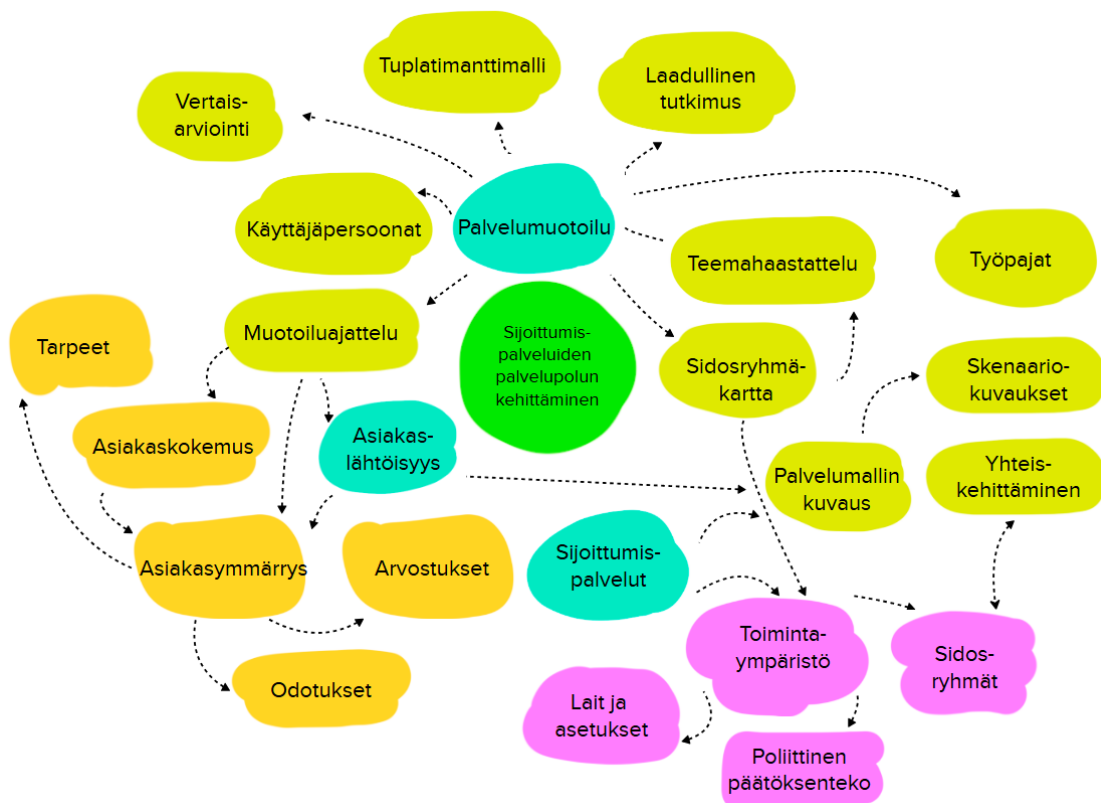 Tuplatimanttimalli
Laadullinen
tutkimus
Vertais-
arviointi
Käyttäjäpersoonat
Palvelumuotoilu
Teemahaastattelu
Työpajat
Tarpeet
Muotoiluajattelu
Sijoittumis-
palveluiden
palvelupolun
kehittäminen
Sidosryhmä-
kartta
Skenaario-
kuvaukset
Asiakaskokemus
Asiakas-
lähtöisyys
Palvelumallin
kuvaus
Yhteis-
kehittäminen
Asiakasymmärrys
Arvostukset
Sijoittumis-
palvelut
Toiminta-
ympäristö
Sidos-
ryhmät
Odotukset
Lait ja
asetukset
Poliittinen
päätöksenteko